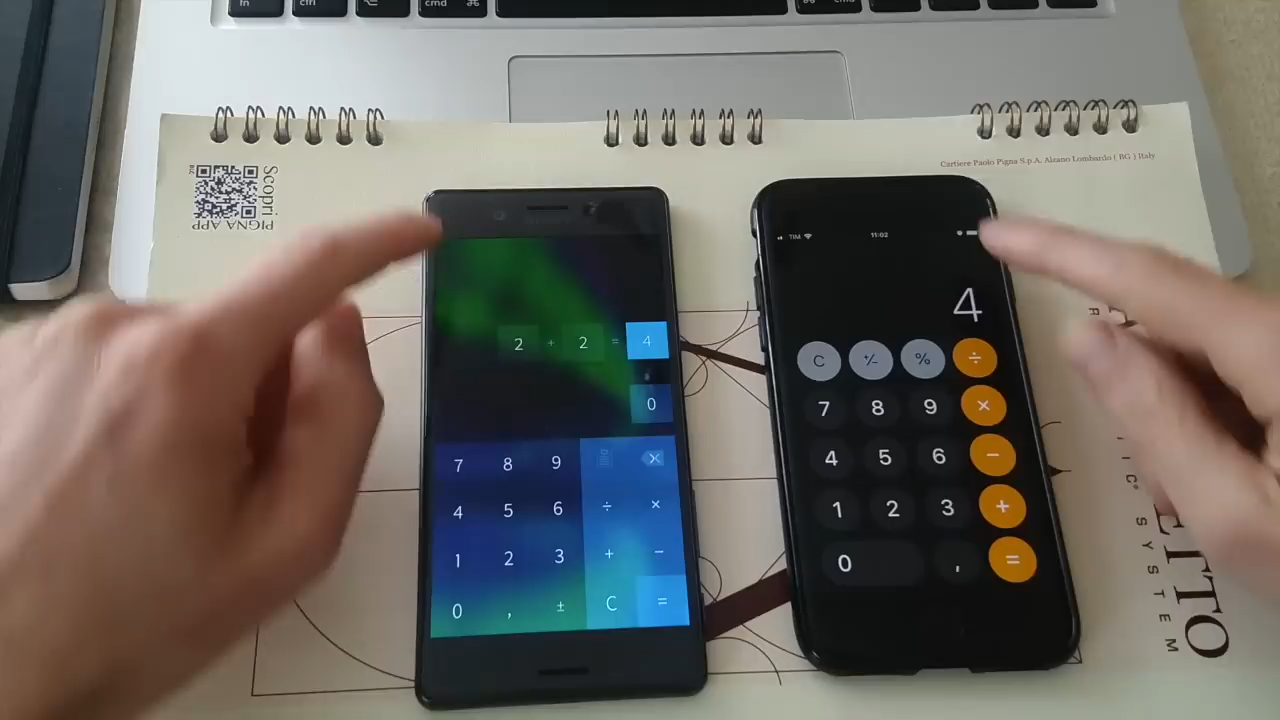 fn
ctrl
cmd ⌘
⌘ cmd
Scopri
PIGNA APP
Cartiere Paolo Pigna S.p.A. Alzano Lombardo ( BG ) Italy
2 + 2 = 4
0
7 8 9
4 5 6 ÷ ×
1 2 3 + −
0 , ± C =
TIM 11:02
4
C ⁺⁄₋ % ÷
7 8 9 ×
4 5 6 −
1 2 3 +
0 , =
SYSTEM